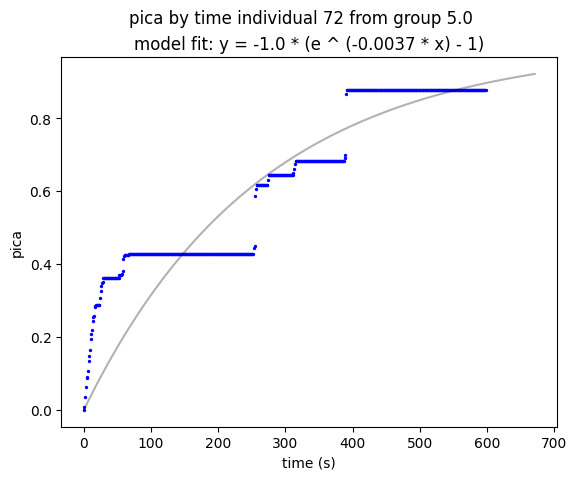 pica by time individual 72 from group 5.0
model fit: y = -1.0 * (e ^ (-0.0037 * x) - 1)
0.8
0.6
0.4
0.2
0.0
pica
0 100 200 300 400 500 600 700
time (s)